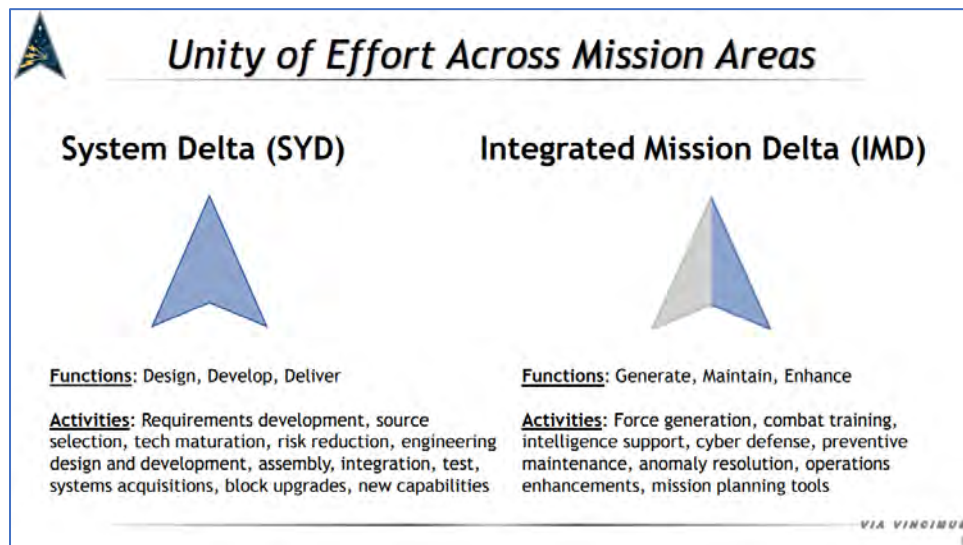 Unity of Effort Across Mission Areas
System Delta (SYD)
Functions: Design, Develop, Deliver
Activities: Requirements development, source
selection, tech maturation, risk reduction, engineering
design and development, assembly, integration, test,
systems acquisitions, block upgrades, new capabilities
Integrated Mission Delta (IMD)
Functions: Generate, Maintain, Enhance
Activities: Force generation, combat training,
intelligence support, cyber defense, preventive
maintenance, anomaly resolution, operations
enhancements, mission planning tools
VIA VINCIMUS